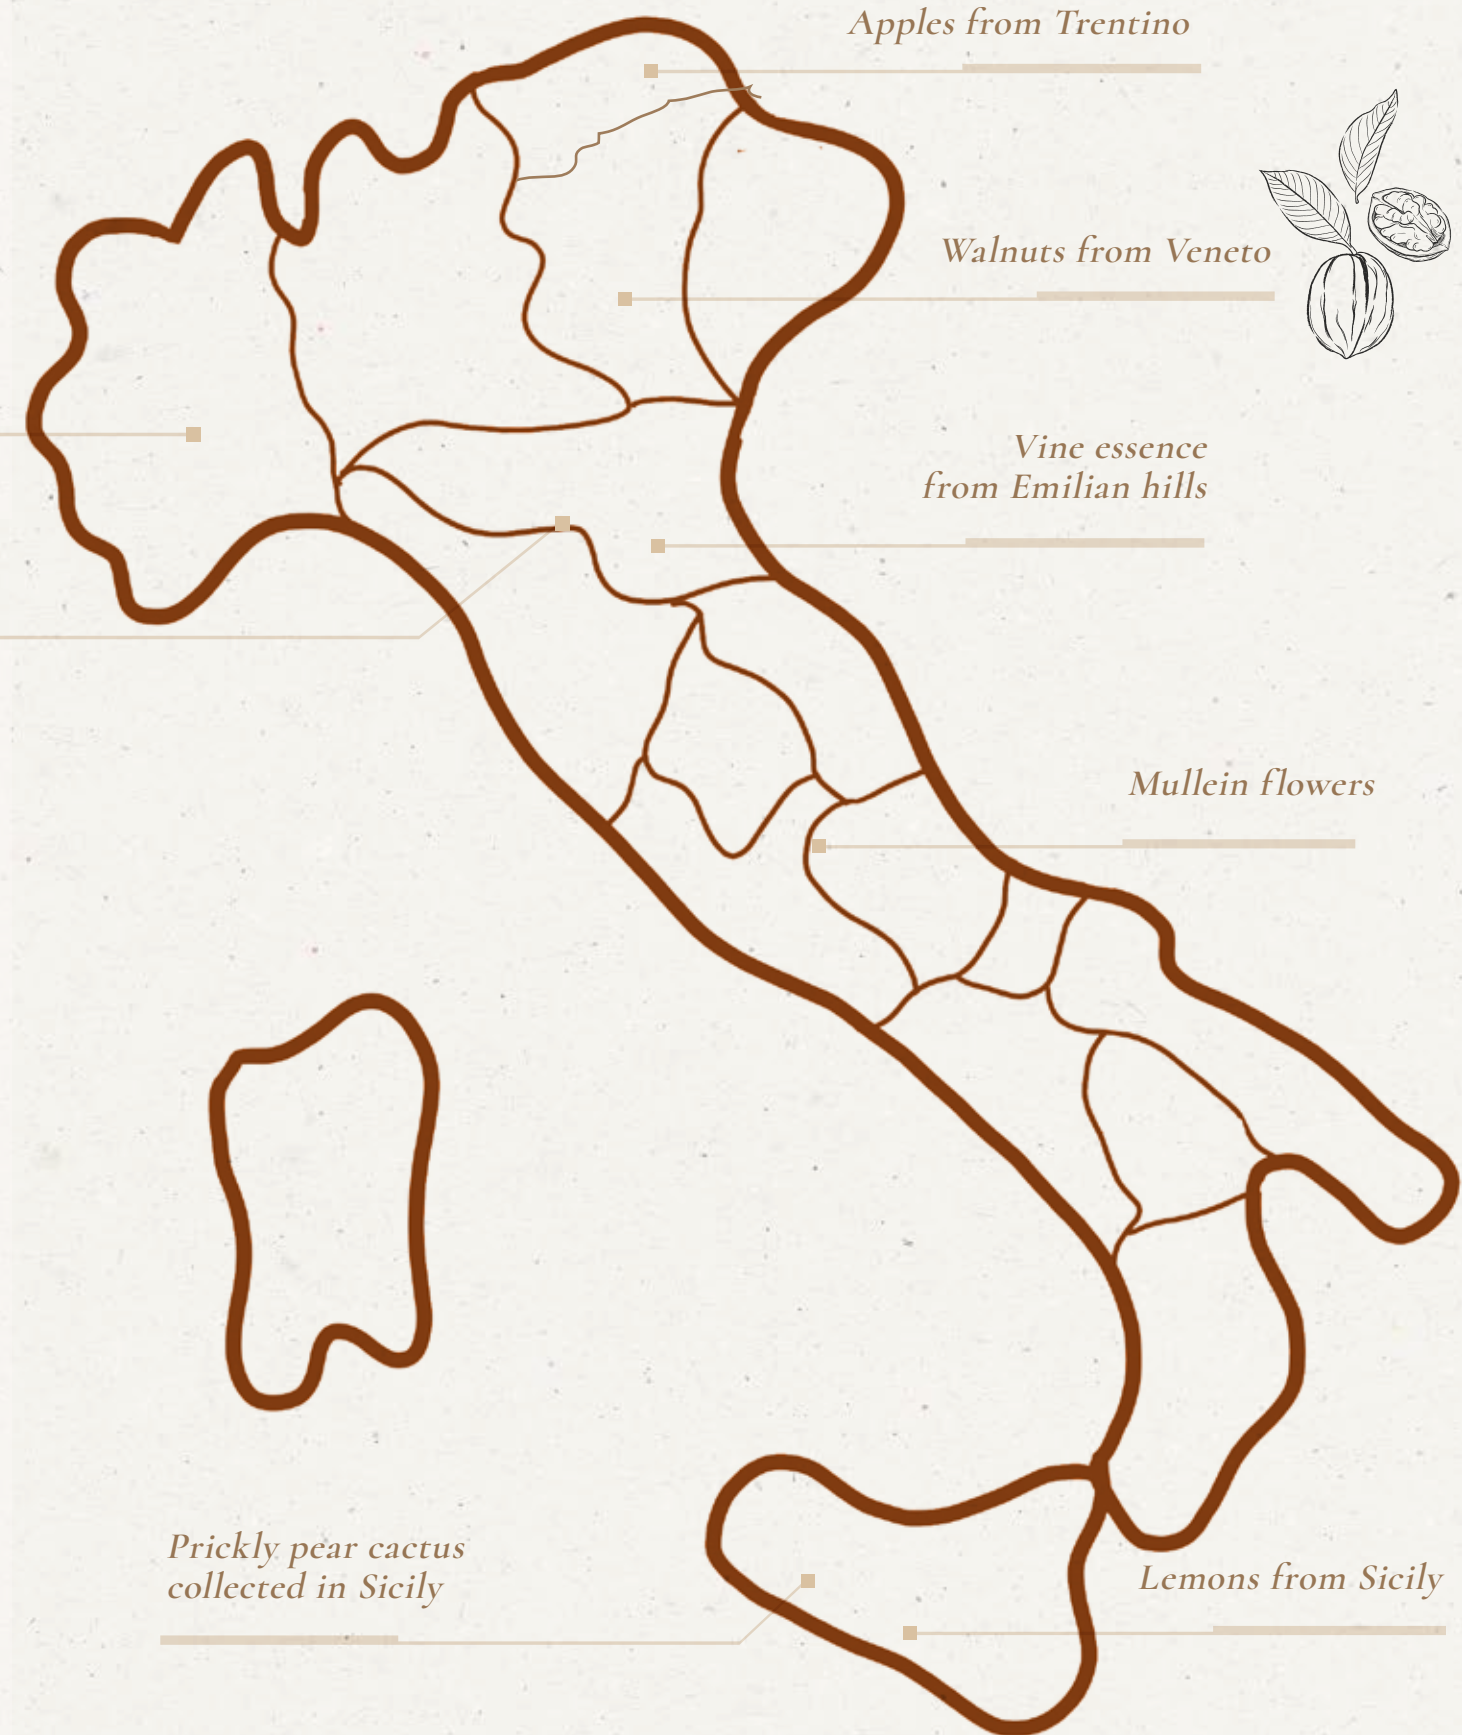 Apples from Trentino
Walnuts from Veneto
Vine essence
from Emilian hills
Mullein flowers
Prickly pear cactus
collected in Sicily
Lemons from Sicily